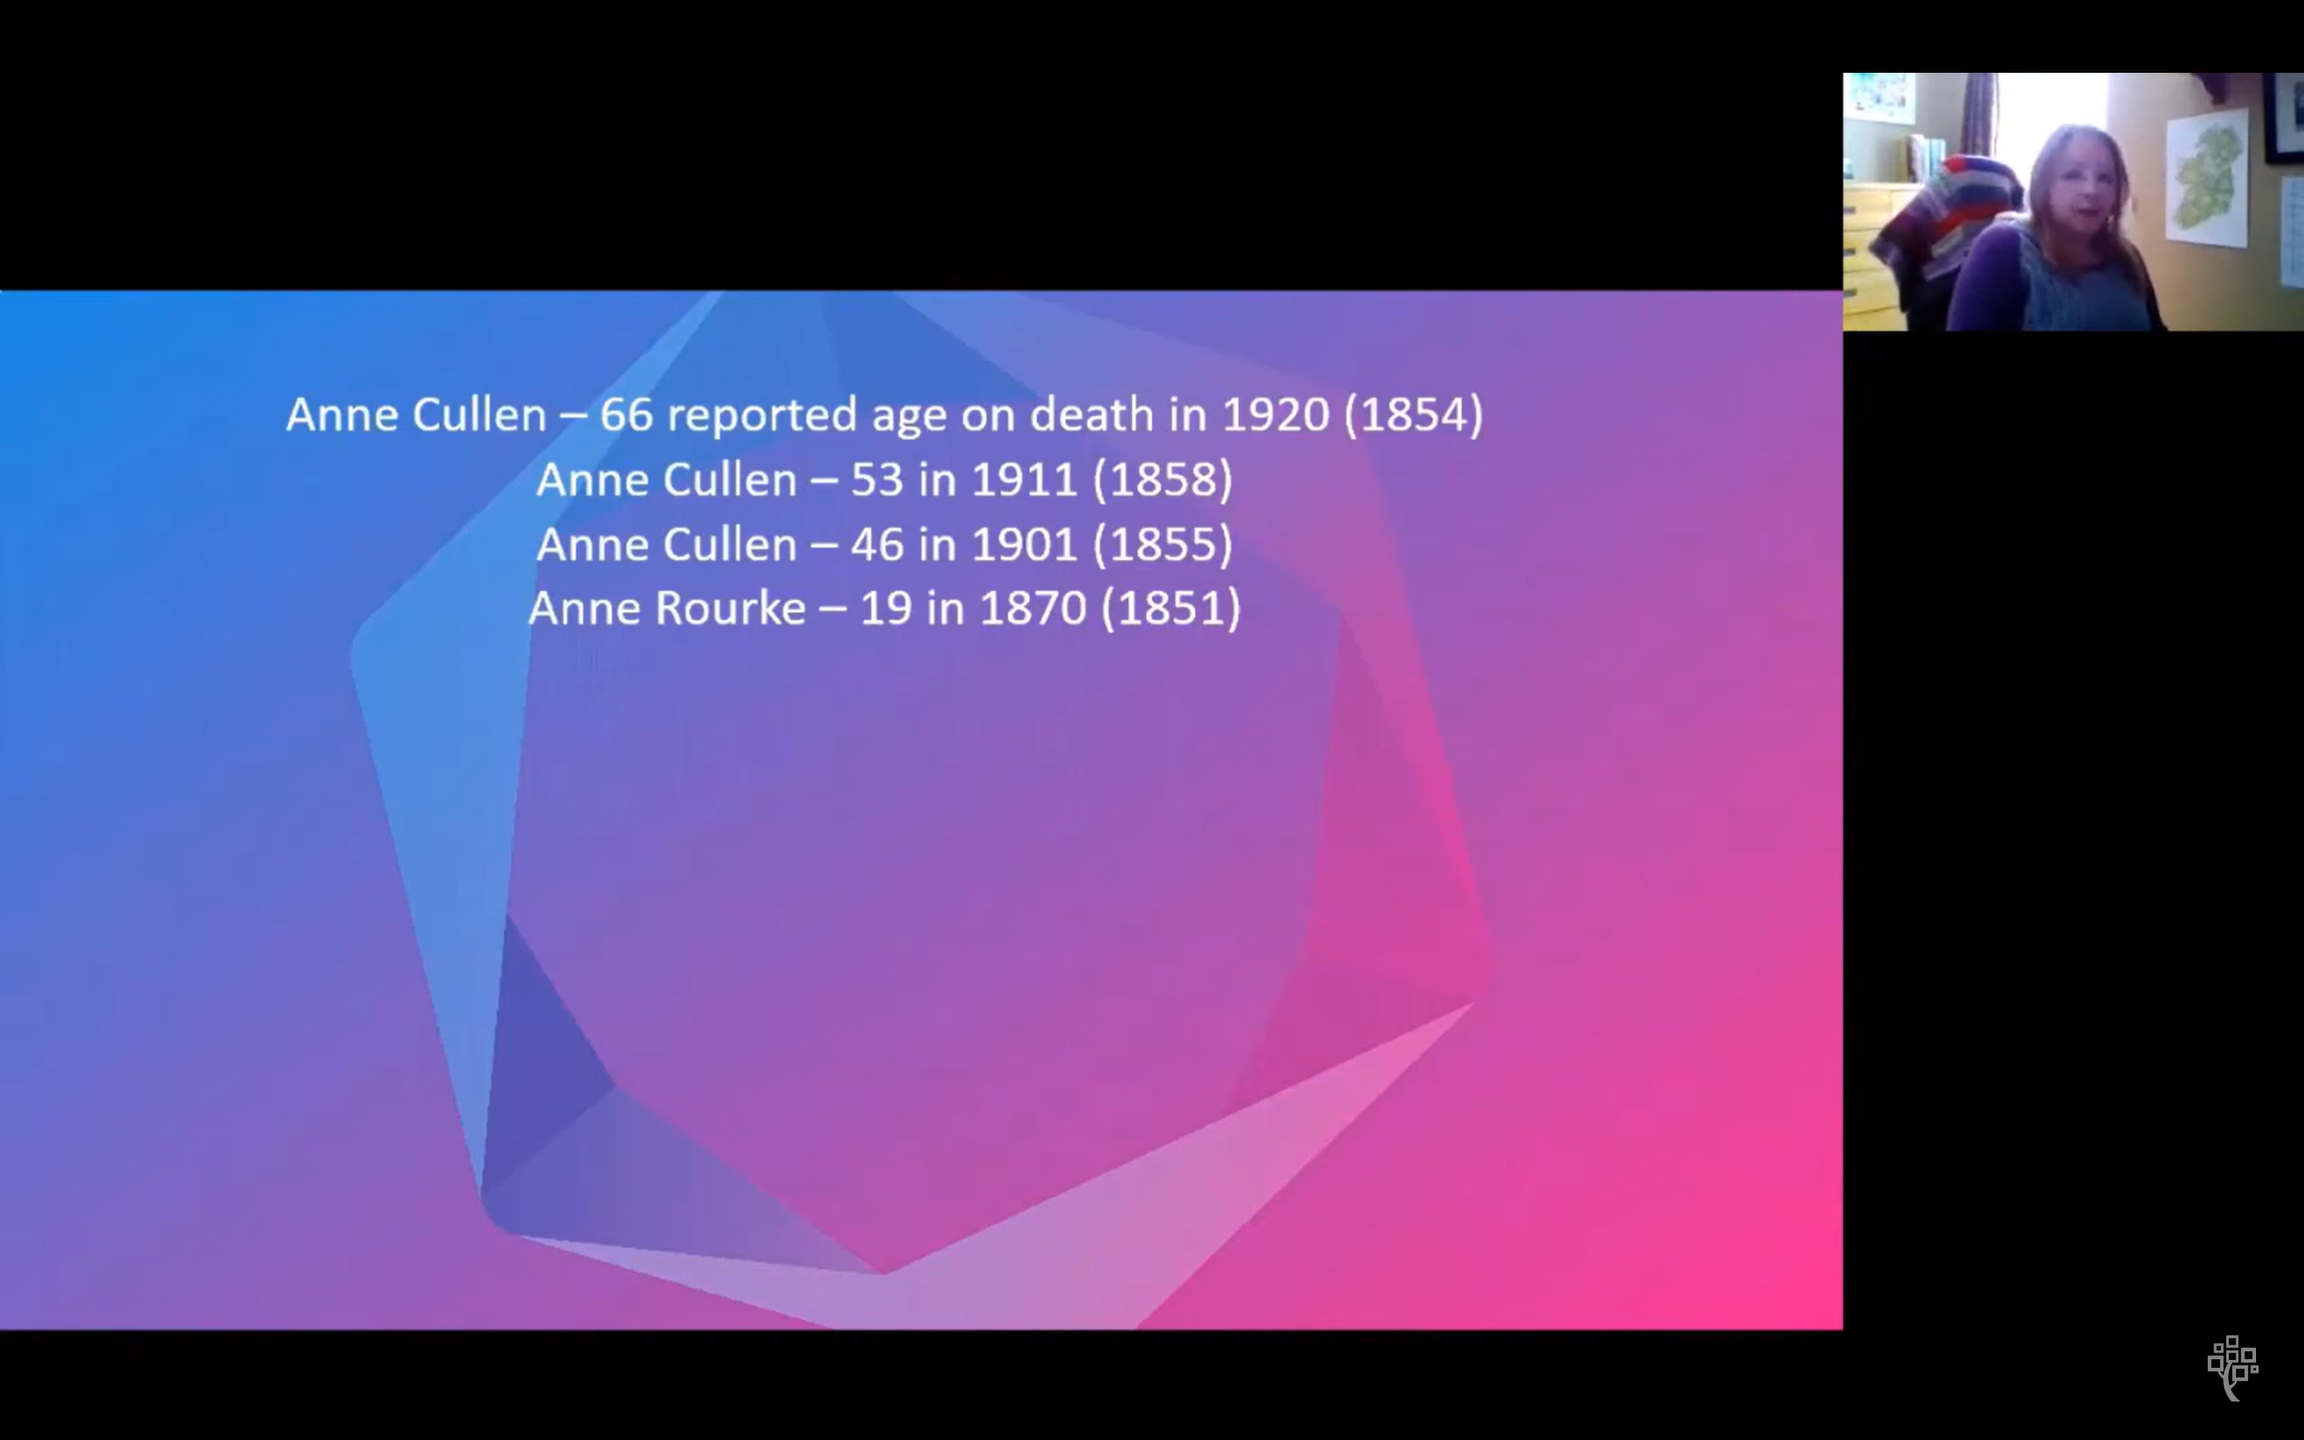 Anne Cullen – 66 reported age on death in 1920 (1854)
Anne Cullen – 53 in 1911 (1858)
Anne Cullen – 46 in 1901 (1855)
Anne Rourke – 19 in 1870 (1851)